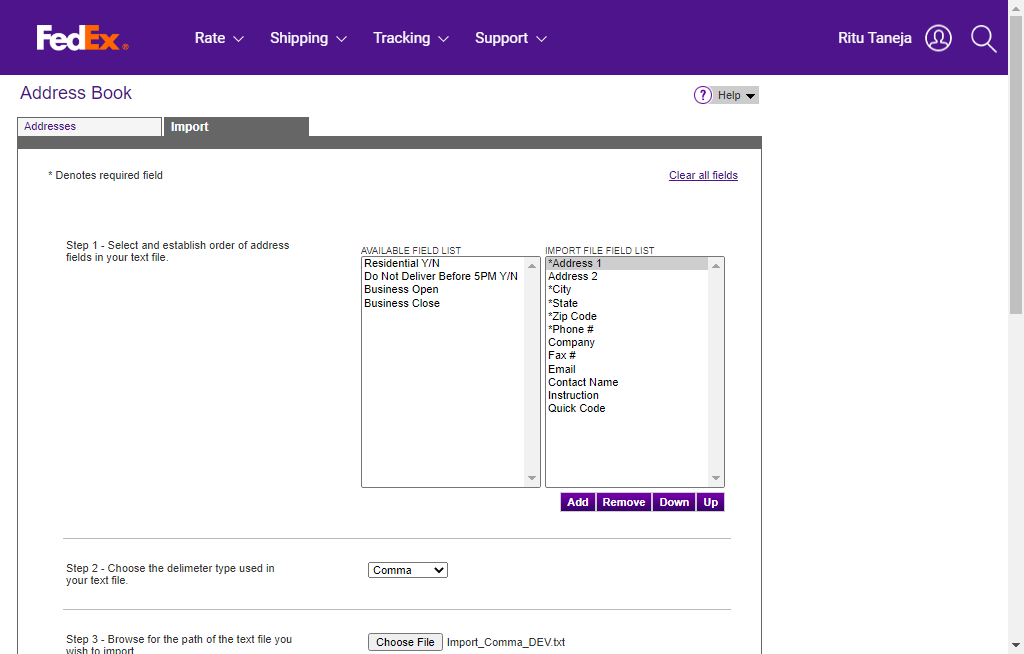 FedEx® Rate Shipping Tracking Support Ritu Taneja
Address Book
? Help
Addresses Import
* Denotes required field Clear all fields
Step 1 - Select and establish order of address
fields in your text file.
AVAILABLE FIELD LIST
Residential Y/N
Do Not Deliver Before 5PM Y/N
Business Open
Business Close
IMPORT FILE FIELD LIST
*Address 1
Address 2
*City
*State
*Zip Code
*Phone #
Company
Fax #
Email
Contact Name
Instruction
Quick Code
Add Remove Down Up
Step 2 - Choose the delimeter type used in
your text file.
Comma
Step 3 - Browse for the path of the text file you
wish to import
Choose File Import_Comma_DEV.txt